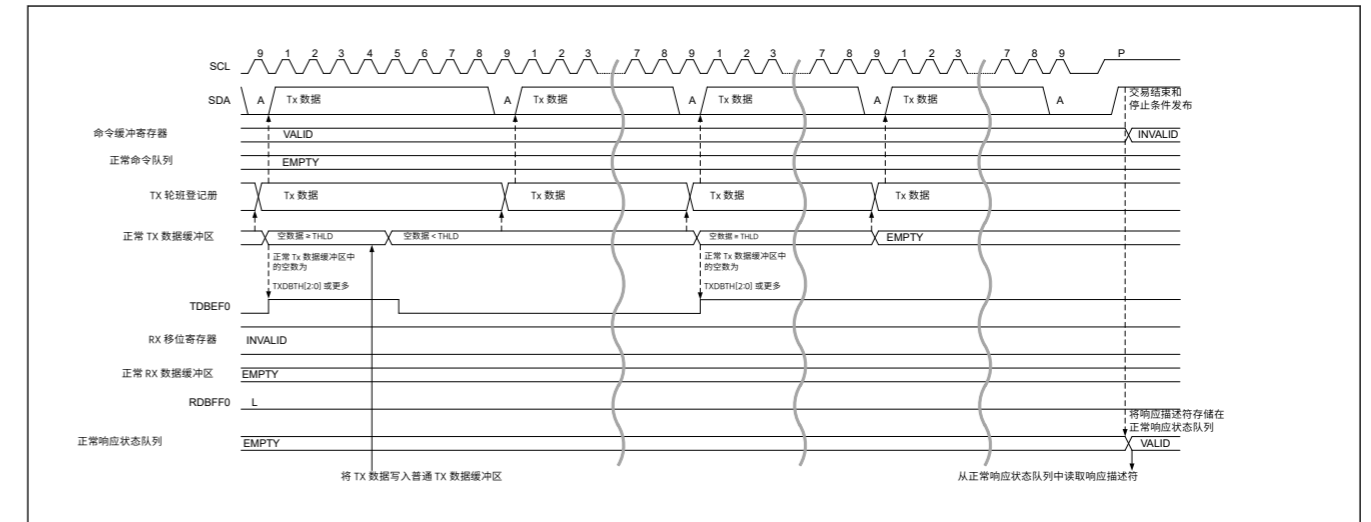 9 1 2 3 4 5 6 7 8 9 1 2 3 7 8 9 1 2 3 7 8 9 1 2 3 7 8 9 P
SCL
SDA A Tx 数据 A Tx 数据 A Tx 数据 A Tx 数据 A
交易结束和
停止条件发布
命令缓冲寄存器 VALID INVALID
正常命令队列 EMPTY
TX 轮班登记册 Tx 数据 Tx 数据 Tx 数据 Tx 数据
正常 TX 数据缓冲区 空数据 ≥ THLD 空数据 < THLD 空数据 = THLD EMPTY
正常 Tx 数据缓冲区中 正常 Tx 数据缓冲区中
的空数为 的空数为
TXDBTH[2:0] 或更多 TXDBTH[2:0] 或更多
TDBEF0
RX 移位寄存器 INVALID
正常 RX 数据缓冲区 EMPTY
RDBFF0 L
将响应描述符存储在
正常响应状态队列
正常响应状态队列 EMPTY VALID
将 TX 数据写入普通 TX 数据缓冲区 从正常响应状态队列中读取响应描述符